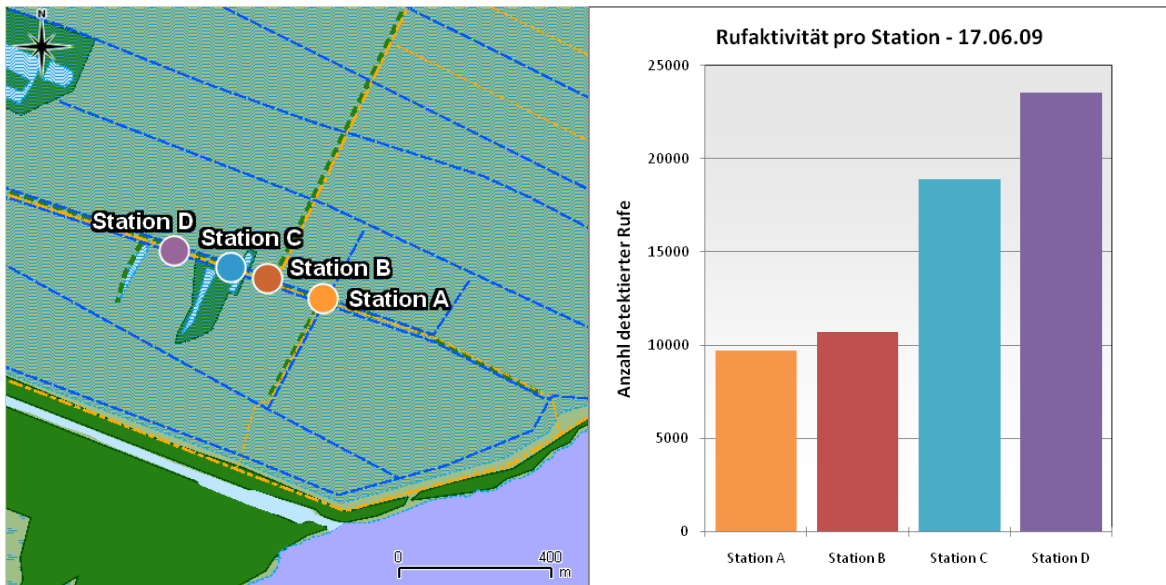 N
Station D
Station C
Station B
Station A
0 400
m
Rufaktivität pro Station - 17.06.09
Anzahl detektierter Rufe
25000
20000
15000
10000
5000
0
Station A Station B Station C Station D